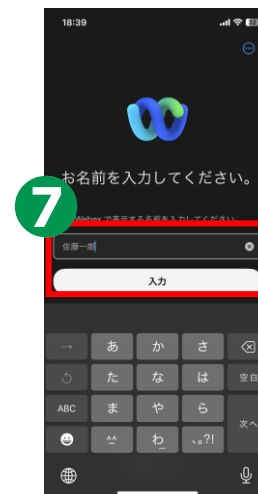 18:39
お名前を入力してください。
7
Webex で表示する名前を入力してください。
佐藤一郎
入力
→ あ か さ
た な は 空白
ABC ま や ら 次へ
^^ わ_ 、。?!